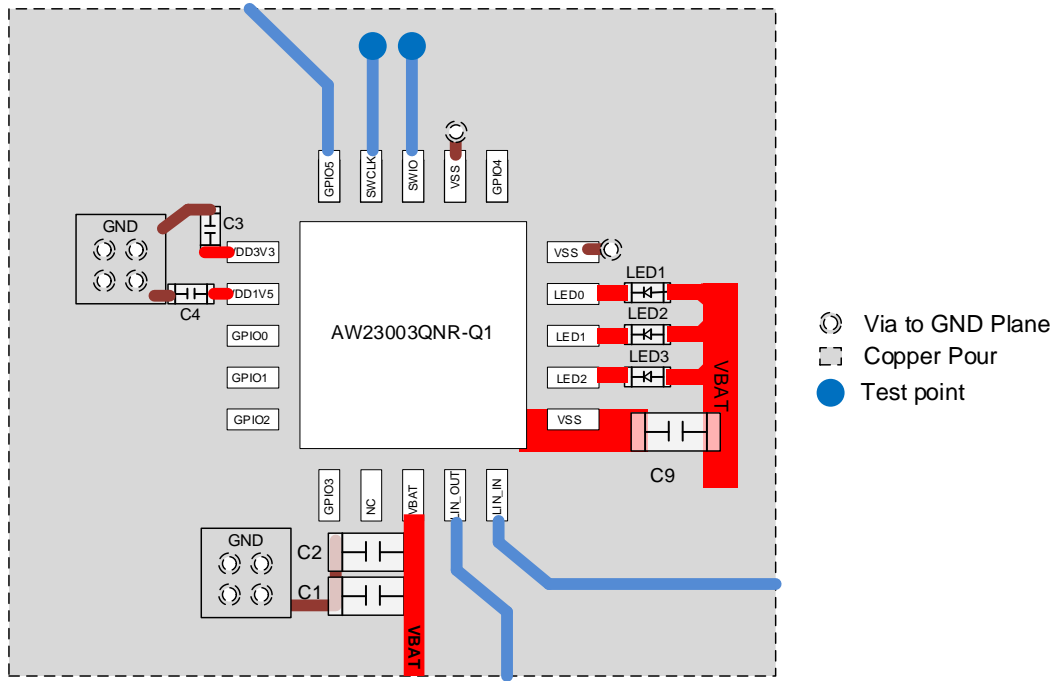 GPIO5
SWCLK
SWIO
VSS
GPIO4
GND
C3
VDD3V3
VDD1V5
C4
GPIO0
GPIO1
GPIO2
AW23003QNR-Q1
VSS
LED0
LED1
LED2
VSS
LED1
LED2
LED3
VBAT
C9
GPIO3
NC
VBAT
LIN_OUT
LIN_IN
GND
C2
C1
VBAT
Via to GND Plane
Copper Pour
Test point